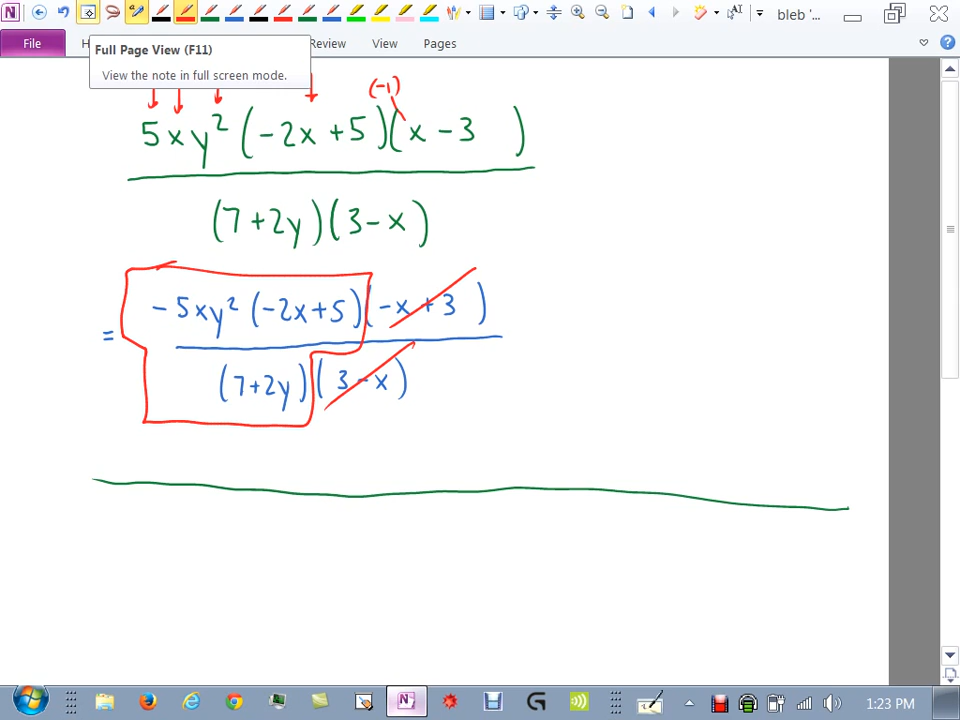 bleb '...
File H Review View Pages
Full Page View (F11)
View the note in full screen mode.
(-1)
5xy² (-2x +5)(x -3 )
(7+2y)(3-x)
= -5xy² (-2x+5)(-x+3 )
(7+2y)(3-x)
1:23 PM